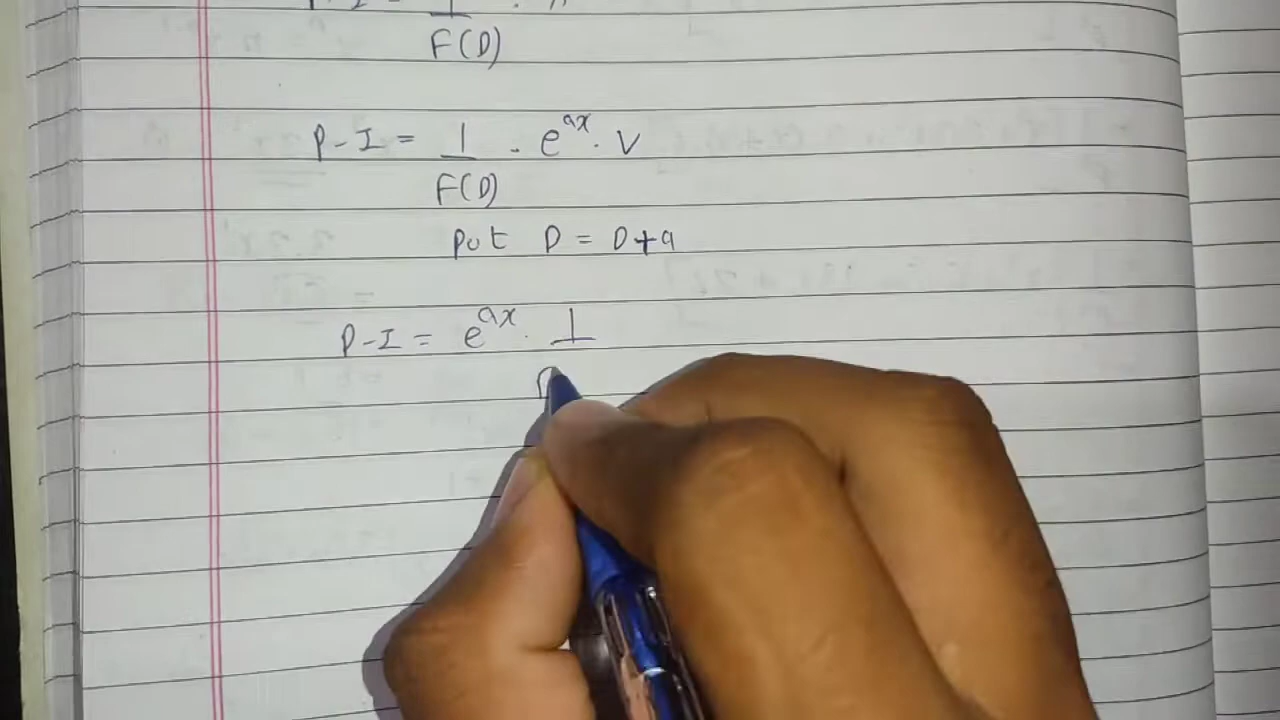 F(D)
P-I = 1 . e^ax . V
F(D)
put D = D+a
P-I = e^ax . 1